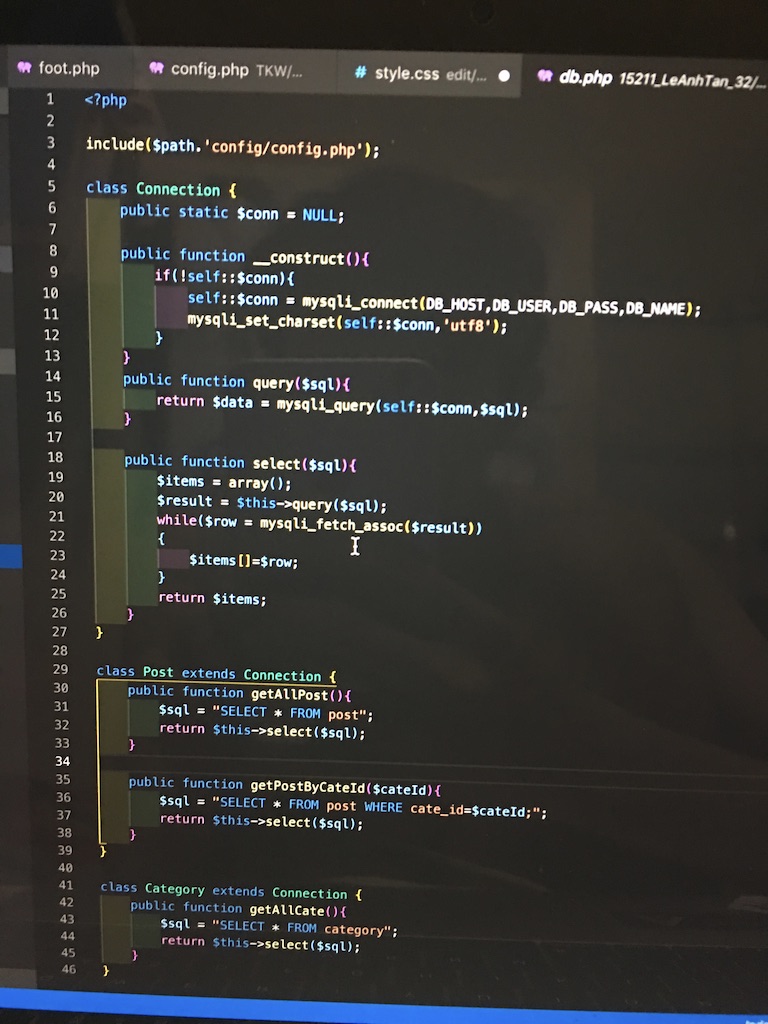 foot.php config.php TKW/... # style.css edit/... db.php 15211_LeAnhTan_32/...
1 <?php
2
3 include($path.'config/config.php');
4
5 class Connection {
6 public static $conn = NULL;
7
8 public function __construct(){
9 if(!self::$conn){
10 self::$conn = mysqli_connect(DB_HOST,DB_USER,DB_PASS,DB_NAME);
11 mysqli_set_charset(self::$conn,'utf8');
12 }
13 }
14 public function query($sql){
15 return $data = mysqli_query(self::$conn,$sql);
16 }
17
18 public function select($sql){
19 $items = array();
20 $result = $this->query($sql);
21 while($row = mysqli_fetch_assoc($result))
22 {
23 $items[]=$row;
24 }
25 return $items;
26 }
27 }
28
29 class Post extends Connection {
30 public function getAllPost(){
31 $sql = "SELECT * FROM post";
32 return $this->select($sql);
33 }
34
35 public function getPostByCateId($cateId){
36 $sql = "SELECT * FROM post WHERE cate_id=$cateId;";
37 return $this->select($sql);
38 }
39 }
40
41 class Category extends Connection {
42 public function getAllCate(){
43 $sql = "SELECT * FROM category";
44 return $this->select($sql);
45 }
46 }